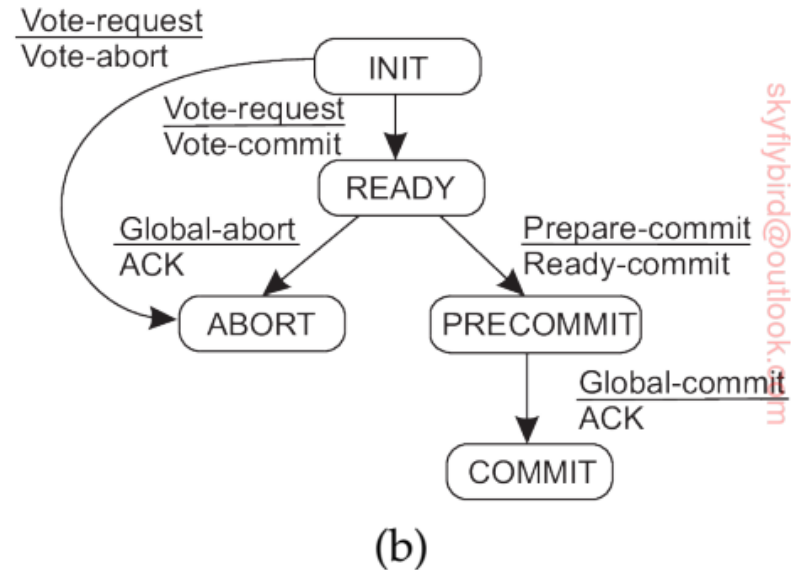 Vote-request
Vote-abort
INIT
Vote-request
Vote-commit
READY
Global-abort
ACK
Prepare-commit
Ready-commit
ABORT
PRECOMMIT
Global-commit
ACK
COMMIT
(b)
skyflybird@outlook.com